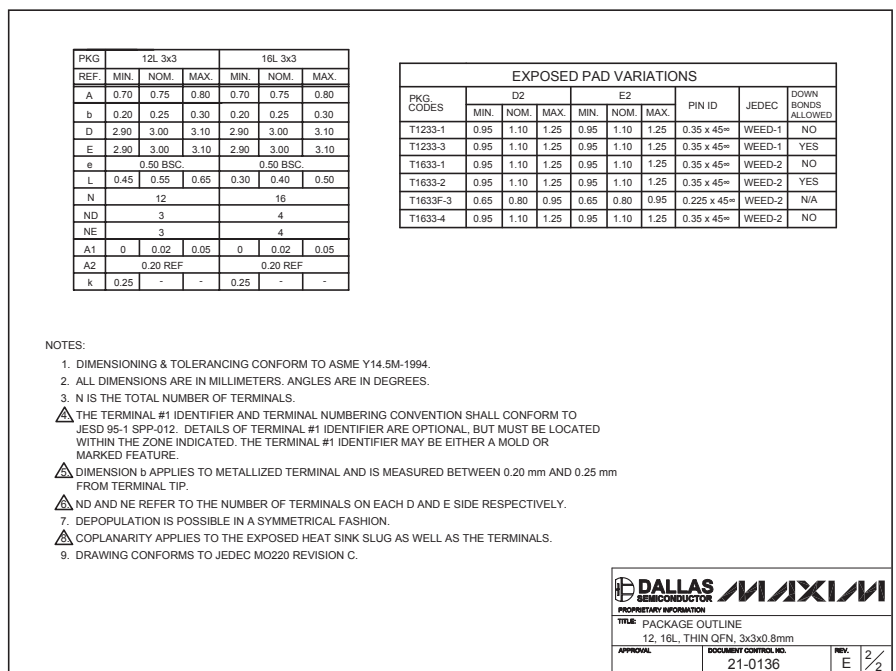 PKG 12L 3x3 16L 3x3
REF. MIN. NOM. MAX. MIN. NOM. MAX.
A 0.70 0.75 0.80 0.70 0.75 0.80
b 0.20 0.25 0.30 0.20 0.25 0.30
D 2.90 3.00 3.10 2.90 3.00 3.10
E 2.90 3.00 3.10 2.90 3.00 3.10
e 0.50 BSC. 0.50 BSC.
L 0.45 0.55 0.65 0.30 0.40 0.50
N 12 16
ND 3 4
NE 3 4
A1 0 0.02 0.05 0 0.02 0.05
A2 0.20 REF 0.20 REF
k 0.25 - - 0.25 - -
EXPOSED PAD VARIATIONS
PKG. CODES D2 E2 PIN ID JEDEC DOWN BONDS ALLOWED
MIN. NOM. MAX. MIN. NOM. MAX.
T1233-1 0.95 1.10 1.25 0.95 1.10 1.25 0.35 x 45∞ WEED-1 NO
T1233-3 0.95 1.10 1.25 0.95 1.10 1.25 0.35 x 45∞ WEED-1 YES
T1633-1 0.95 1.10 1.25 0.95 1.10 1.25 0.35 x 45∞ WEED-2 NO
T1633-2 0.95 1.10 1.25 0.95 1.10 1.25 0.35 x 45∞ WEED-2 YES
T1633F-3 0.65 0.80 0.95 0.65 0.80 0.95 0.225 x 45∞ WEED-2 N/A
T1633-4 0.95 1.10 1.25 0.95 1.10 1.25 0.35 x 45∞ WEED-2 NO
NOTES:
1. DIMENSIONING & TOLERANCING CONFORM TO ASME Y14.5M-1994.
2. ALL DIMENSIONS ARE IN MILLIMETERS. ANGLES ARE IN DEGREES.
3. N IS THE TOTAL NUMBER OF TERMINALS.
4. THE TERMINAL #1 IDENTIFIER AND TERMINAL NUMBERING CONVENTION SHALL CONFORM TO
JESD 95-1 SPP-012. DETAILS OF TERMINAL #1 IDENTIFIER ARE OPTIONAL, BUT MUST BE LOCATED
WITHIN THE ZONE INDICATED. THE TERMINAL #1 IDENTIFIER MAY BE EITHER A MOLD OR
MARKED FEATURE.
5. DIMENSION b APPLIES TO METALLIZED TERMINAL AND IS MEASURED BETWEEN 0.20 mm AND 0.25 mm
FROM TERMINAL TIP.
6. ND AND NE REFER TO THE NUMBER OF TERMINALS ON EACH D AND E SIDE RESPECTIVELY.
7. DEPOPULATION IS POSSIBLE IN A SYMMETRICAL FASHION.
8. COPLANARITY APPLIES TO THE EXPOSED HEAT SINK SLUG AS WELL AS THE TERMINALS.
9. DRAWING CONFORMS TO JEDEC MO220 REVISION C.
DALLAS SEMICONDUCTOR MAXIM
PROPRIETARY INFORMATION
TITLE: PACKAGE OUTLINE
12, 16L, THIN QFN, 3x3x0.8mm
APPROVAL DOCUMENT CONTROL NO. REV.
21-0136 E 2/2